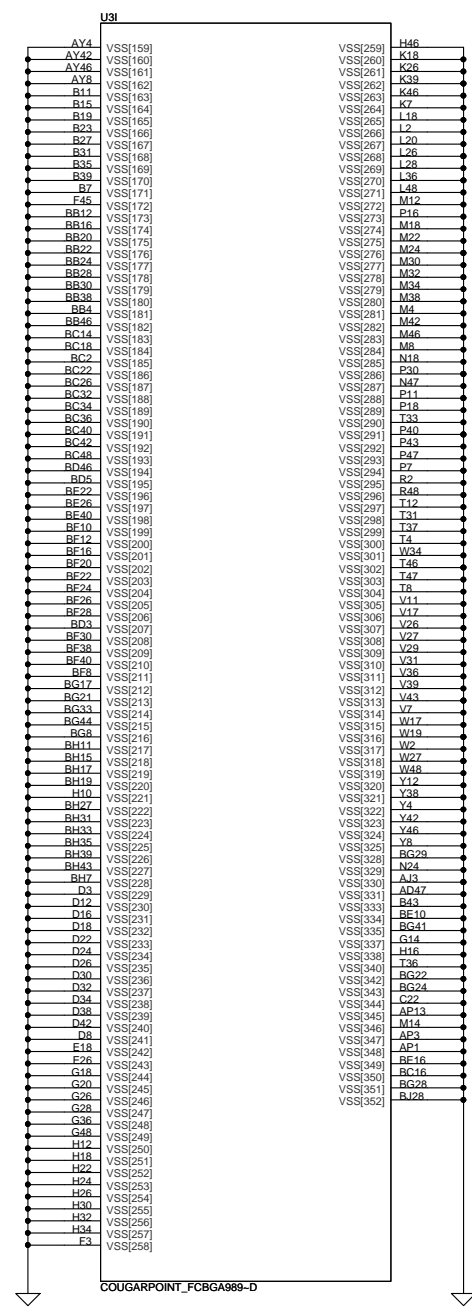 U3I
AY4 VSS[159] VSS[259] H46
AY42 VSS[160] VSS[260] K18
AY46 VSS[161] VSS[261] K26
AY8 VSS[162] VSS[262] K39
B11 VSS[163] VSS[263] K46
B15 VSS[164] VSS[264] K7
B19 VSS[165] VSS[265] L18
B23 VSS[166] VSS[266] L2
B27 VSS[167] VSS[267] L20
B31 VSS[168] VSS[268] L26
B35 VSS[169] VSS[269] L28
B39 VSS[170] VSS[270] L36
B7 VSS[171] VSS[271] L48
F45 VSS[172] VSS[272] M12
BB12 VSS[173] VSS[273] P16
BB16 VSS[174] VSS[274] M18
BB20 VSS[175] VSS[275] M22
BB22 VSS[176] VSS[276] M24
BB24 VSS[177] VSS[277] M30
BB28 VSS[178] VSS[278] M32
BB30 VSS[179] VSS[279] M34
BB38 VSS[180] VSS[280] M38
BB4 VSS[181] VSS[281] M4
BB46 VSS[182] VSS[282] M42
BC14 VSS[183] VSS[283] M46
BC18 VSS[184] VSS[284] M8
BC2 VSS[185] VSS[285] N18
BC22 VSS[186] VSS[286] P30
BC26 VSS[187] VSS[287] N47
BC32 VSS[188] VSS[288] P11
BC34 VSS[189] VSS[289] P18
BC36 VSS[190] VSS[290] T33
BC40 VSS[191] VSS[291] P40
BC42 VSS[192] VSS[292] P43
BC48 VSS[193] VSS[293] P47
BD46 VSS[194] VSS[294] P7
BD5 VSS[195] VSS[295] R2
BE22 VSS[196] VSS[296] R48
BE26 VSS[197] VSS[297] T12
BE40 VSS[198] VSS[298] T31
BF10 VSS[199] VSS[299] T37
BF12 VSS[200] VSS[300] T4
BF16 VSS[201] VSS[301] W34
BF20 VSS[202] VSS[302] T46
BF22 VSS[203] VSS[303] T47
BF24 VSS[204] VSS[304] T8
BF26 VSS[205] VSS[305] V11
BF28 VSS[206] VSS[306] V17
BD3 VSS[207] VSS[307] V26
BF30 VSS[208] VSS[308] V27
BF38 VSS[209] VSS[309] V29
BF40 VSS[210] VSS[310] V31
BF8 VSS[211] VSS[311] V36
BG17 VSS[212] VSS[312] V39
BG21 VSS[213] VSS[313] V43
BG33 VSS[214] VSS[314] V7
BG44 VSS[215] VSS[315] W17
BG8 VSS[216] VSS[316] W19
BH11 VSS[217] VSS[317] W2
BH15 VSS[218] VSS[318] W27
BH17 VSS[219] VSS[319] W48
BH19 VSS[220] VSS[320] Y12
H10 VSS[221] VSS[321] Y38
BH27 VSS[222] VSS[322] Y4
BH31 VSS[223] VSS[323] Y42
BH33 VSS[224] VSS[324] Y46
BH35 VSS[225] VSS[325] Y8
BH39 VSS[226] VSS[328] BG29
BH43 VSS[227] VSS[329] N24
BH7 VSS[228] VSS[330] AJ3
D3 VSS[229] VSS[331] AD47
D12 VSS[230] VSS[333] B43
D16 VSS[231] VSS[334] BE10
D18 VSS[232] VSS[335] BG41
D22 VSS[233] VSS[337] G14
D24 VSS[234] VSS[338] H16
D26 VSS[235] VSS[340] T36
D30 VSS[236] VSS[342] BG22
D32 VSS[237] VSS[343] BG24
D34 VSS[238] VSS[344] C22
D38 VSS[239] VSS[345] AP13
D42 VSS[240] VSS[346] M14
D8 VSS[241] VSS[347] AP3
E18 VSS[242] VSS[348] AP1
E26 VSS[243] VSS[349] BE16
G18 VSS[244] VSS[350] BC16
G20 VSS[245] VSS[351] BG28
G26 VSS[246] VSS[352] BJ28
G28 VSS[247]
G36 VSS[248]
G48 VSS[249]
H12 VSS[250]
H18 VSS[251]
H22 VSS[252]
H24 VSS[253]
H26 VSS[254]
H30 VSS[255]
H32 VSS[256]
H34 VSS[257]
F3 VSS[258]
COUGARPOINT_FCBGA989~D